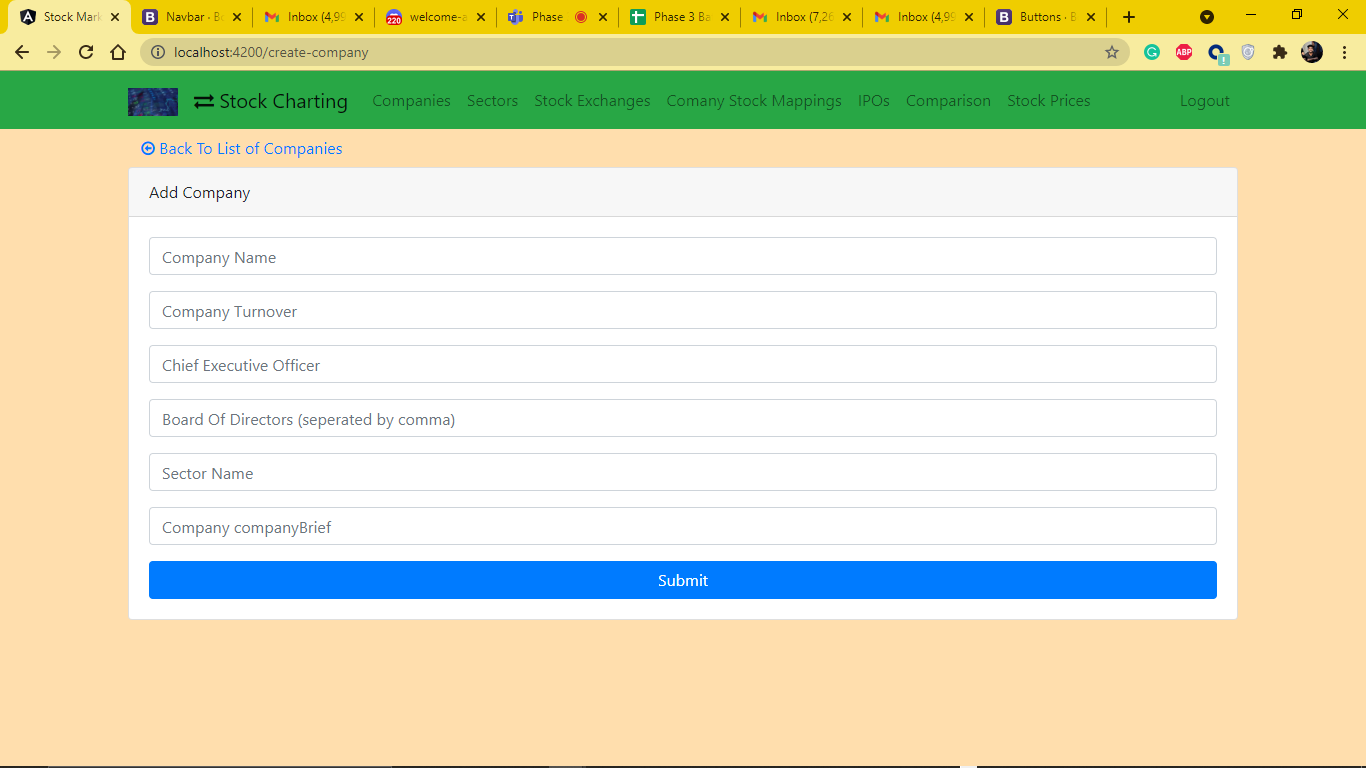 Stock Mark
Navbar · B
Inbox (4,99
220
welcome-a
Phase
Phase 3 Ba
Inbox (7,26
Inbox (4,99
Buttons · B
localhost:4200/create-company
ABP
Stock Charting Companies Sectors Stock Exchanges Comany Stock Mappings IPOs Comparison Stock Prices Logout
Back To List of Companies
Add Company
Company Name
Company Turnover
Chief Executive Officer
Board Of Directors (seperated by comma)
Sector Name
Company companyBrief
Submit